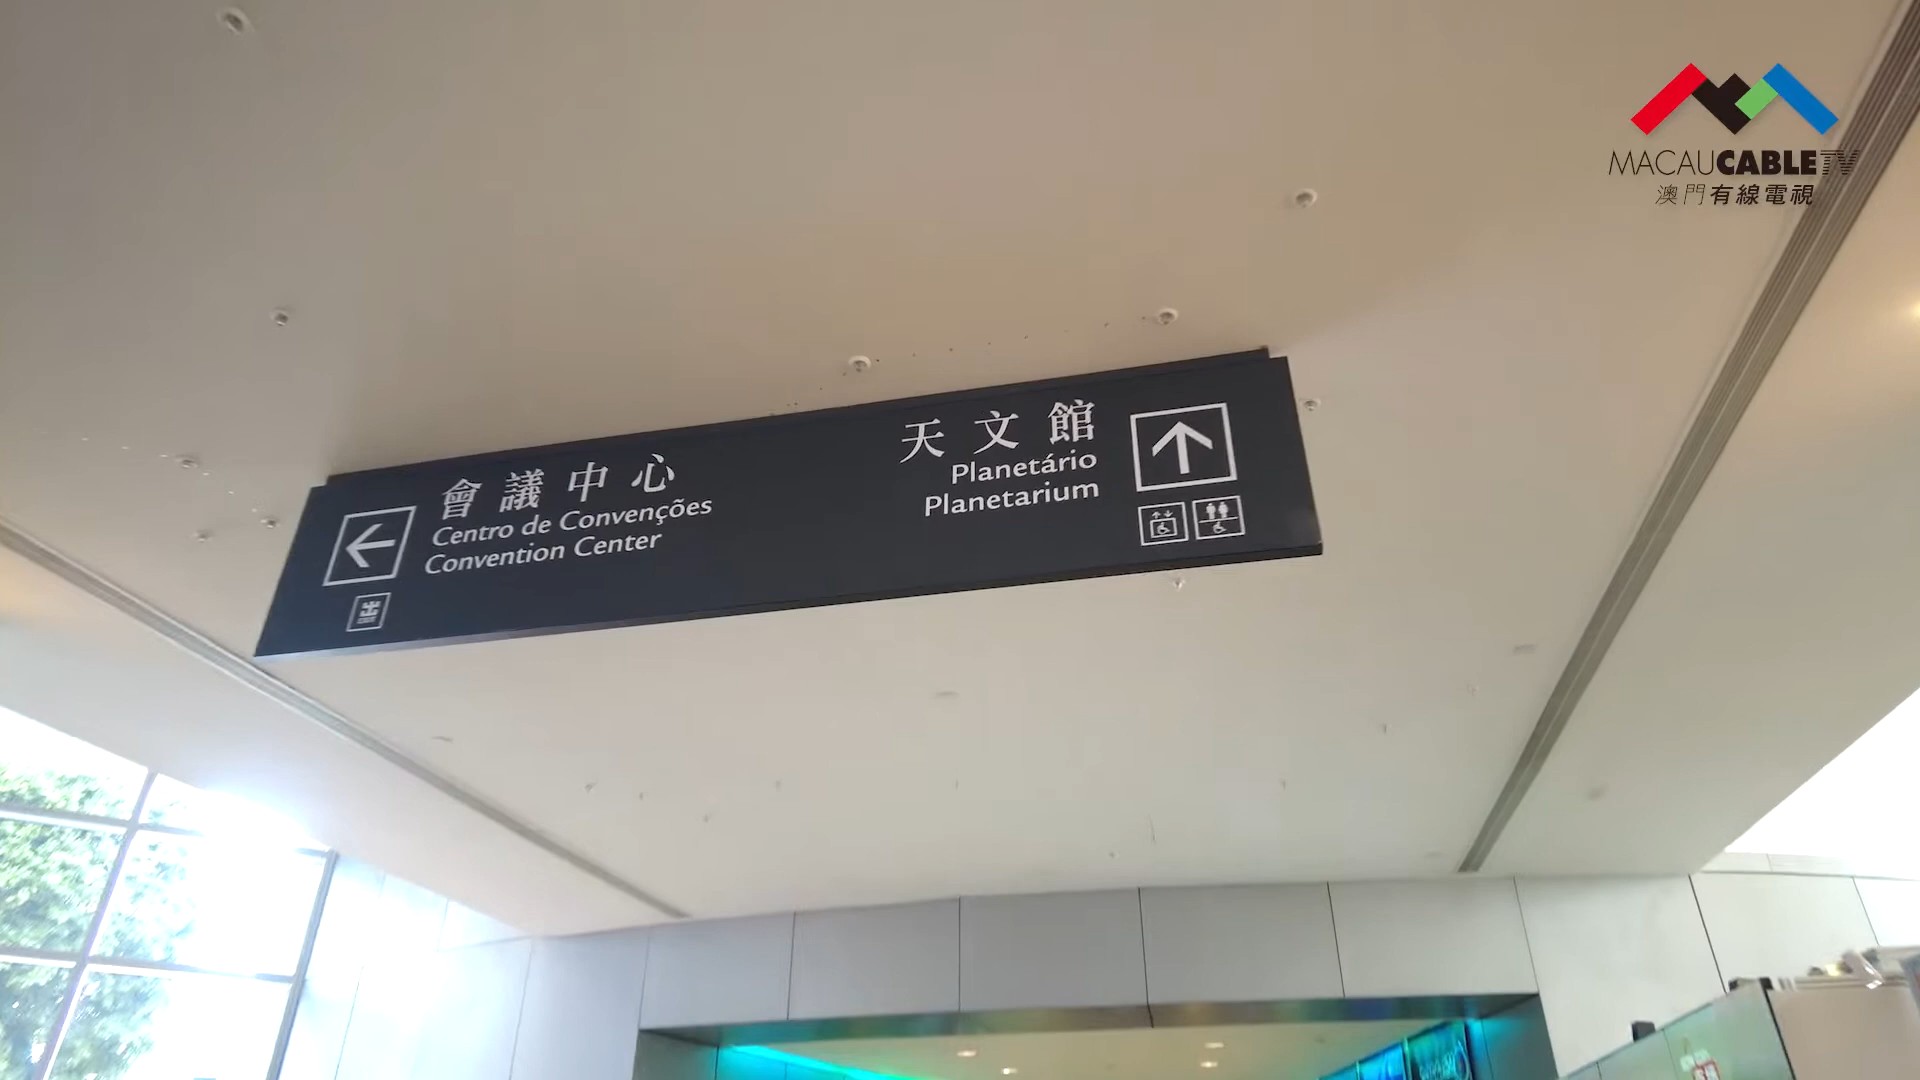 MACAUCABLETV
澳門有線電視
會議中心
Centro de Convenções
Convention Center
出
天文館
Planetário
Planetarium